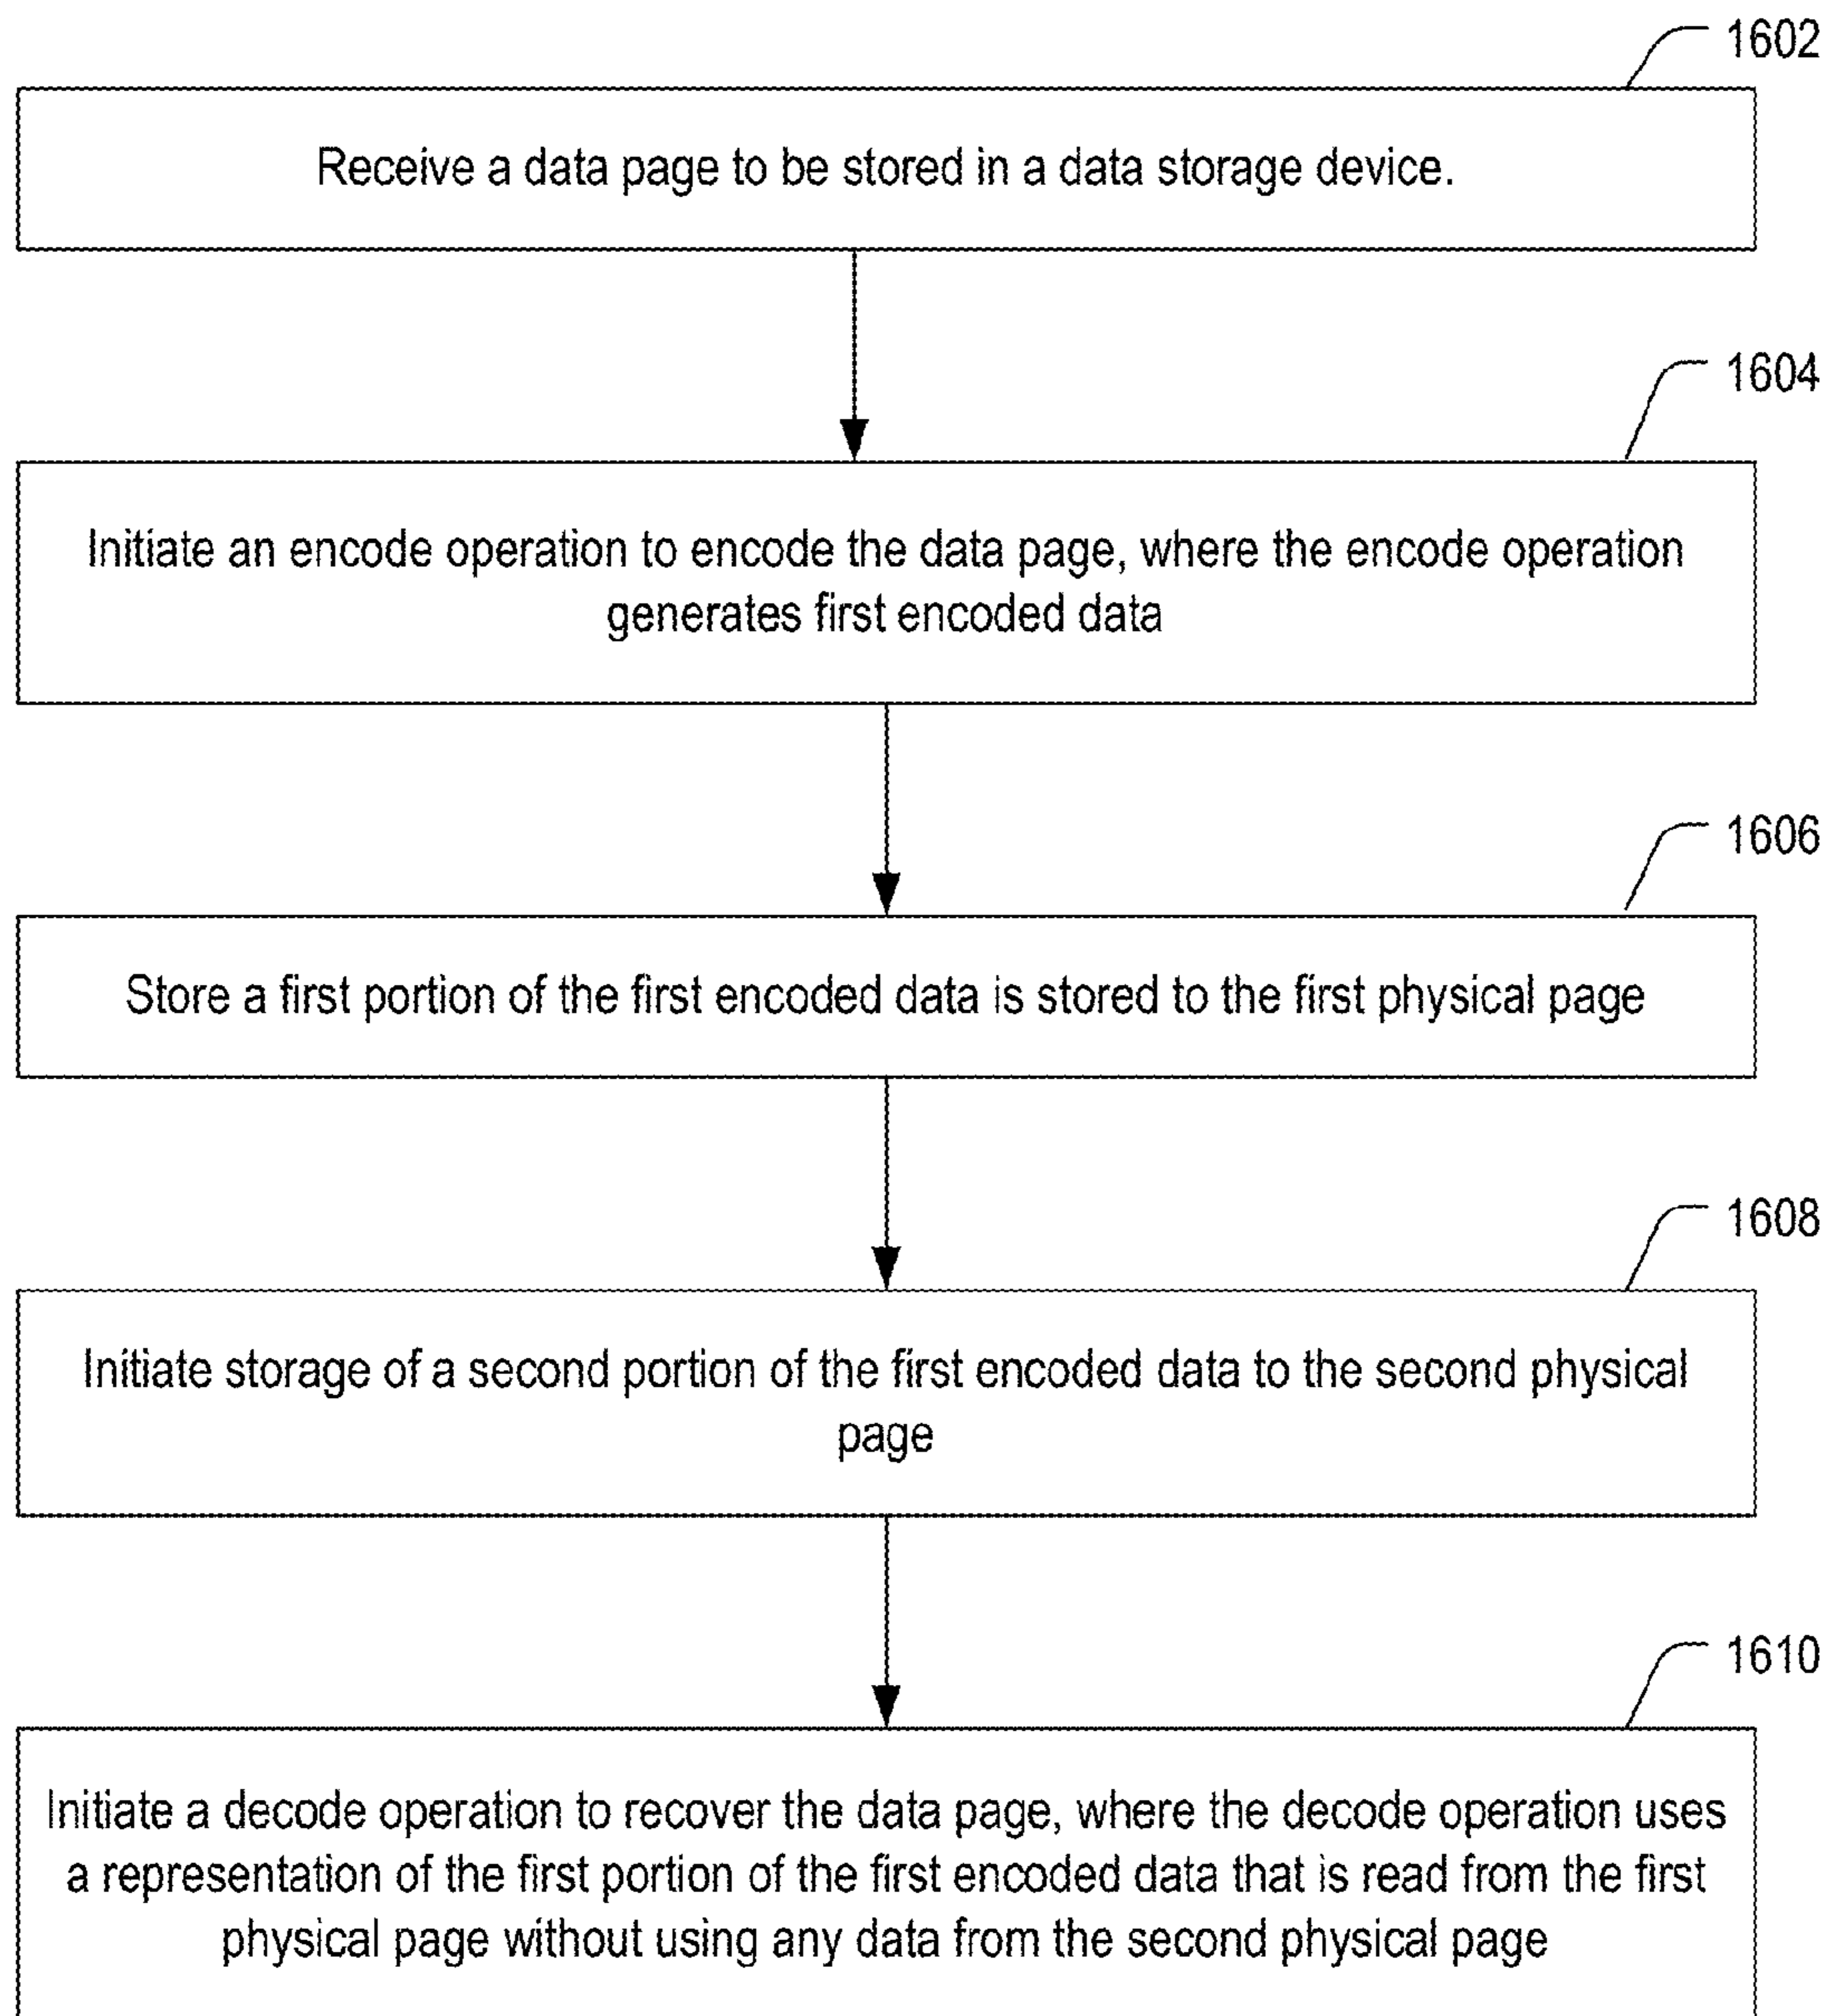 1602
Receive a data page to be stored in a data storage device.
1604
Initiate an encode operation to encode the data page, where the encode operation
generates first encoded data
1606
Store a first portion of the first encoded data is stored to the first physical page
1608
Initiate storage of a second portion of the first encoded data to the second physical
page
1610
Initiate a decode operation to recover the data page, where the decode operation uses
a representation of the first portion of the first encoded data that is read from the first
physical page without using any data from the second physical page